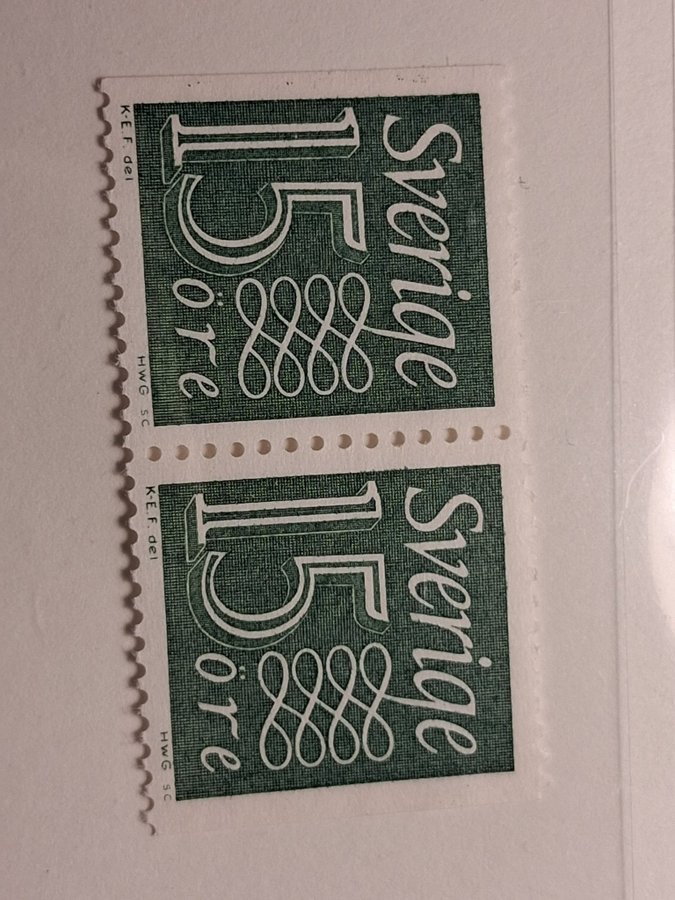 Sverige
15
öre
K·E.F. del
HWG sc
Sverige
15
öre
K·E.F. del
HWG sc